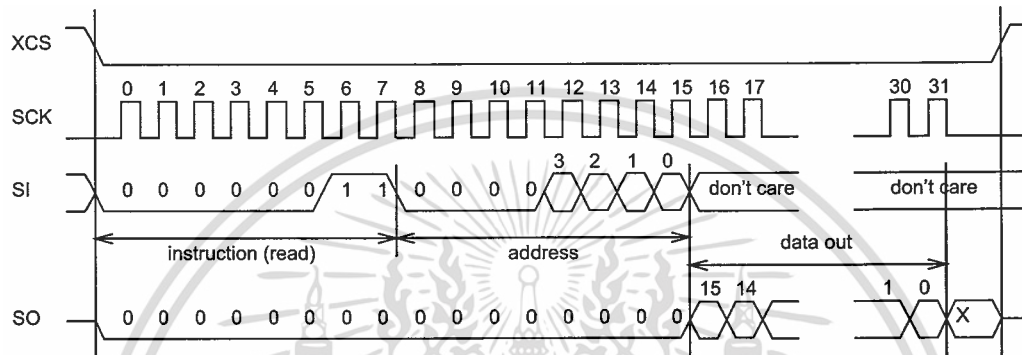 XCS
0 1 2 3 4 5 6 7 8 9 10 11 12 13 14 15 16 17 30 31
SCK
3 2 1 0
SI 0 0 0 0 0 0 1 1 0 0 0 0 don't care don't care
instruction (read) address data out
15 14 1 0
SO 0 0 0 0 0 0 0 0 0 0 0 0 0 0 0 0 X